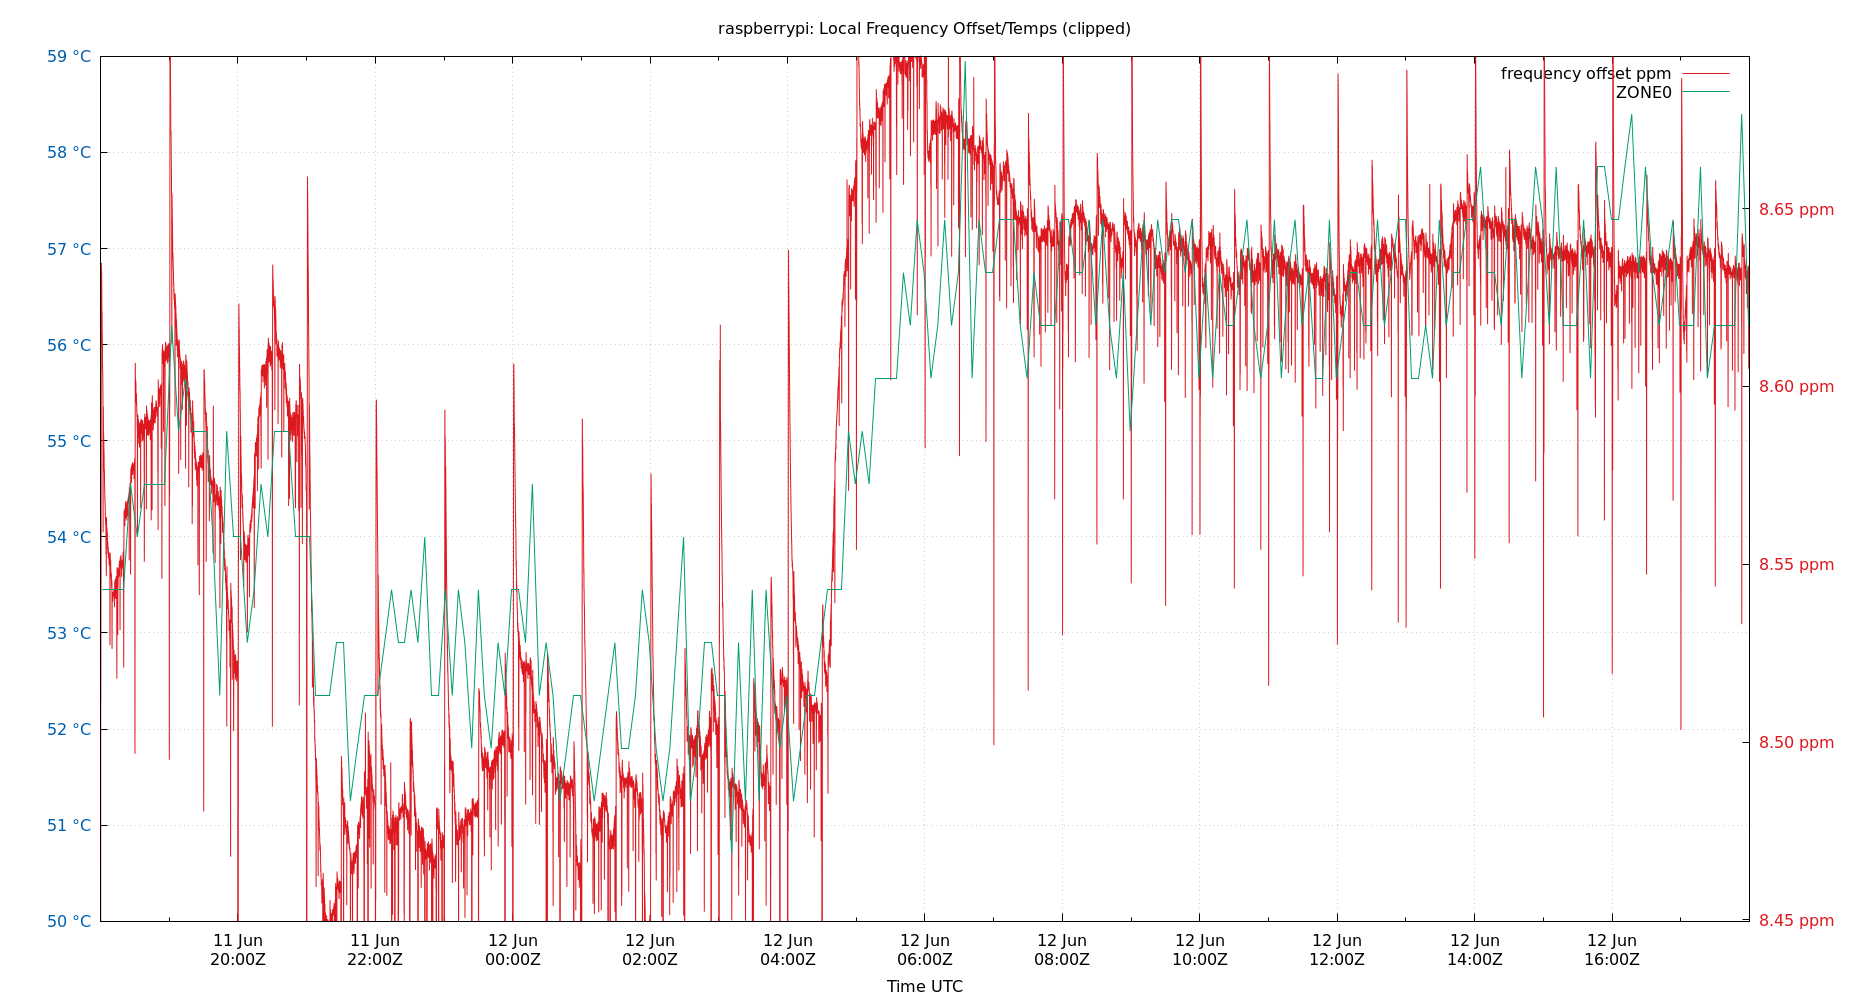 raspberrypi: Local Frequency Offset/Temps (clipped)
59 °C
58 °C
57 °C
56 °C
55 °C
54 °C
53 °C
52 °C
51 °C
50 °C
frequency offset ppm
ZONE0
8.65 ppm
8.60 ppm
8.55 ppm
8.50 ppm
8.45 ppm
11 Jun 11 Jun 12 Jun 12 Jun 12 Jun 12 Jun 12 Jun 12 Jun 12 Jun 12 Jun 12 Jun
20:00Z 22:00Z 00:00Z 02:00Z 04:00Z 06:00Z 08:00Z 10:00Z 12:00Z 14:00Z 16:00Z
Time UTC